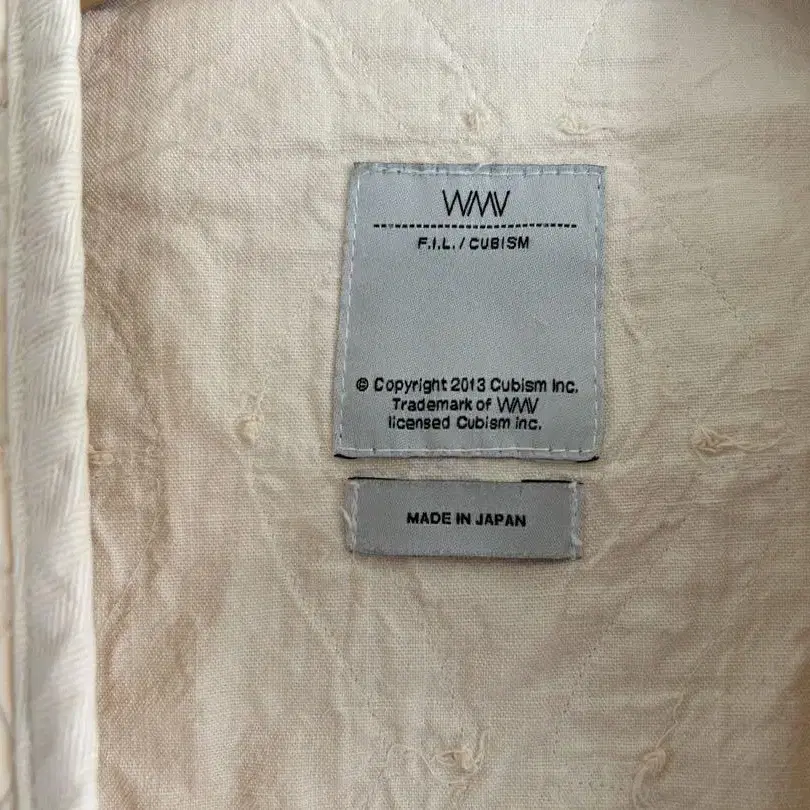 WMV
F.I.L. / CUBISM
© Copyright 2013 Cubism Inc.
Trademark of WMV
licensed Cubism inc.
MADE IN JAPAN